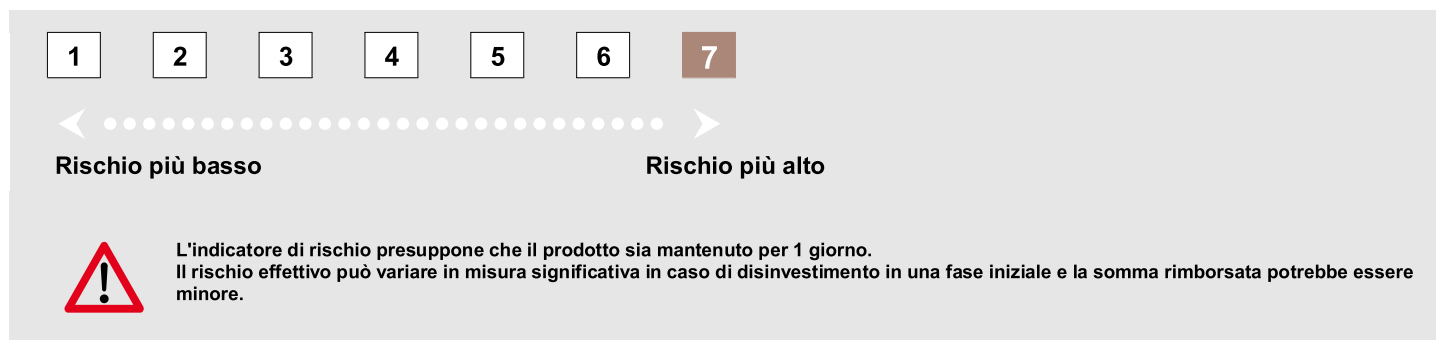 1 2 3 4 5 6 7
Rischio più basso Rischio più alto
L'indicatore di rischio presuppone che il prodotto sia mantenuto per 1 giorno.
Il rischio effettivo può variare in misura significativa in caso di disinvestimento in una fase iniziale e la somma rimborsata potrebbe essere
minore.